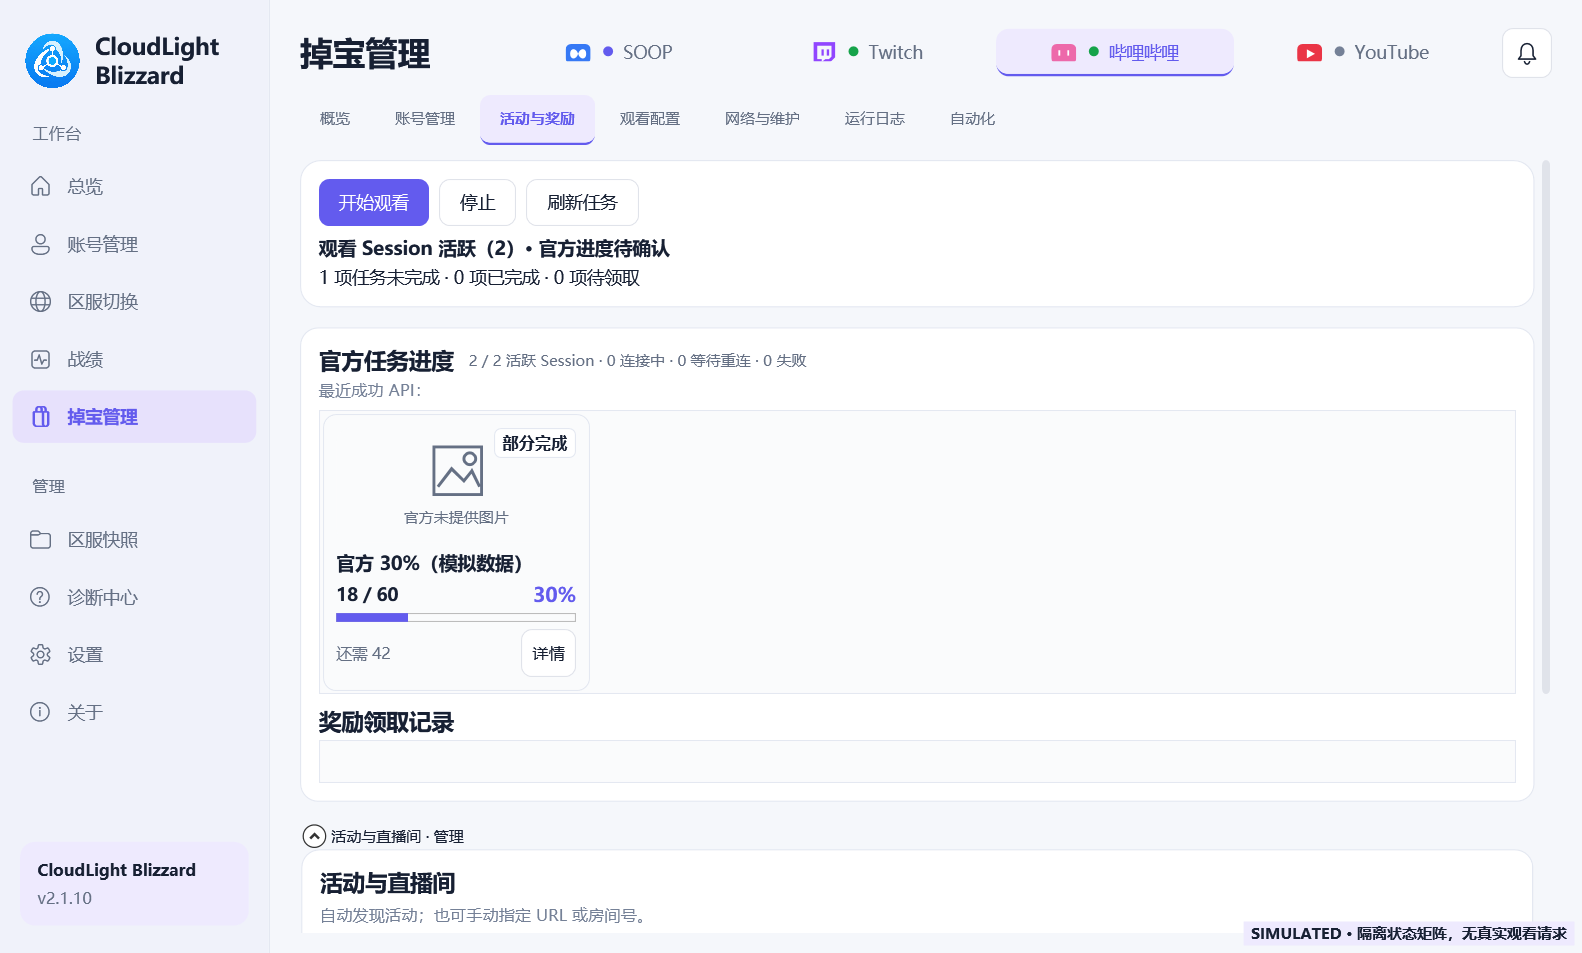 CloudLight
Blizzard
工作台
总览
账号管理
区服切换
战绩
掉宝管理
管理
区服快照
诊断中心
设置
关于
CloudLight Blizzard
v2.1.10
掉宝管理
SOOP
Twitch
哔哩哔哩
YouTube
概览
账号管理
活动与奖励
观看配置
网络与维护
运行日志
自动化
开始观看
停止
刷新任务
观看 Session 活跃（2）• 官方进度待确认
1 项任务未完成 · 0 项已完成 · 0 项待领取
官方任务进度
2 / 2 活跃 Session · 0 连接中 · 0 等待重连 · 0 失败
最近成功 API:
部分完成
官方未提供图片
官方 30%（模拟数据）
18 / 60
30%
还需 42
详情
奖励领取记录
活动与直播间 · 管理
活动与直播间
自动发现活动；也可手动指定 URL 或房间号。
SIMULATED • 隔离状态矩阵，无真实观看请求